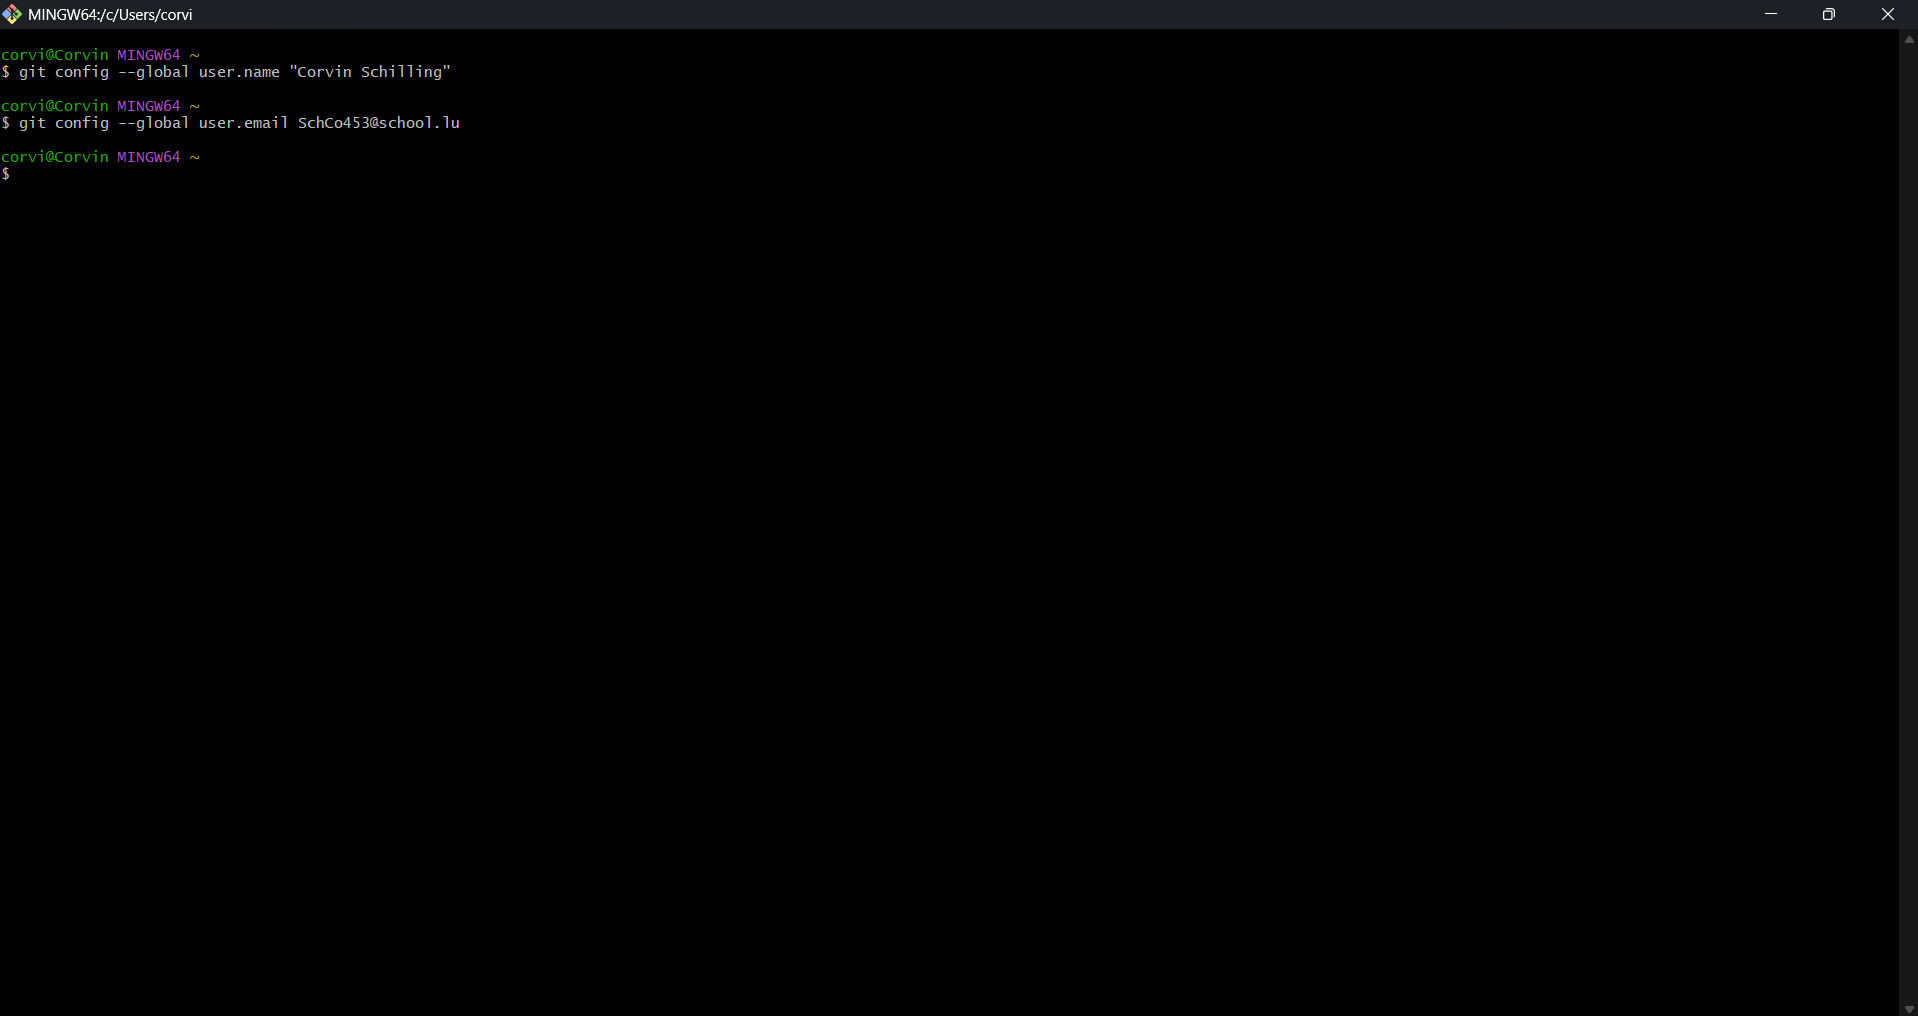 MINGW64:/c/Users/corvi
corvi@Corvin MINGW64 ~
$ git config --global user.name "Corvin Schilling"
corvi@Corvin MINGW64 ~
$ git config --global user.email SchCo453@school.lu
corvi@Corvin MINGW64 ~
$